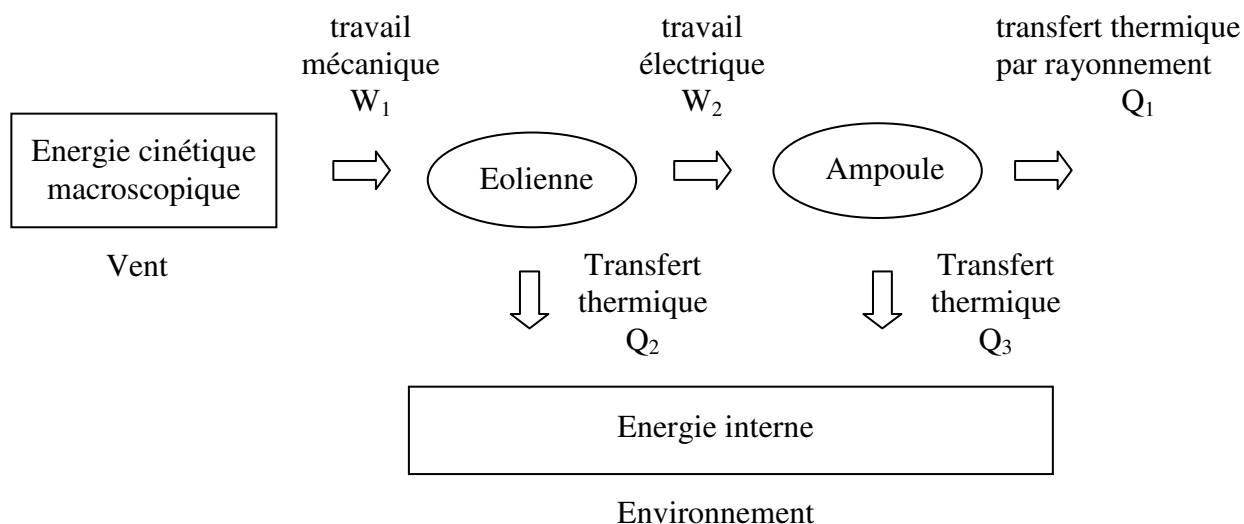 travail
mécanique
W₁
travail
électrique
W₂
transfert thermique
par rayonnement
Q₁
Energie cinétique
macroscopique
Vent
Eolienne
Ampoule
Transfert
thermique
Q₂
Transfert
thermique
Q₃
Energie interne
Environnement